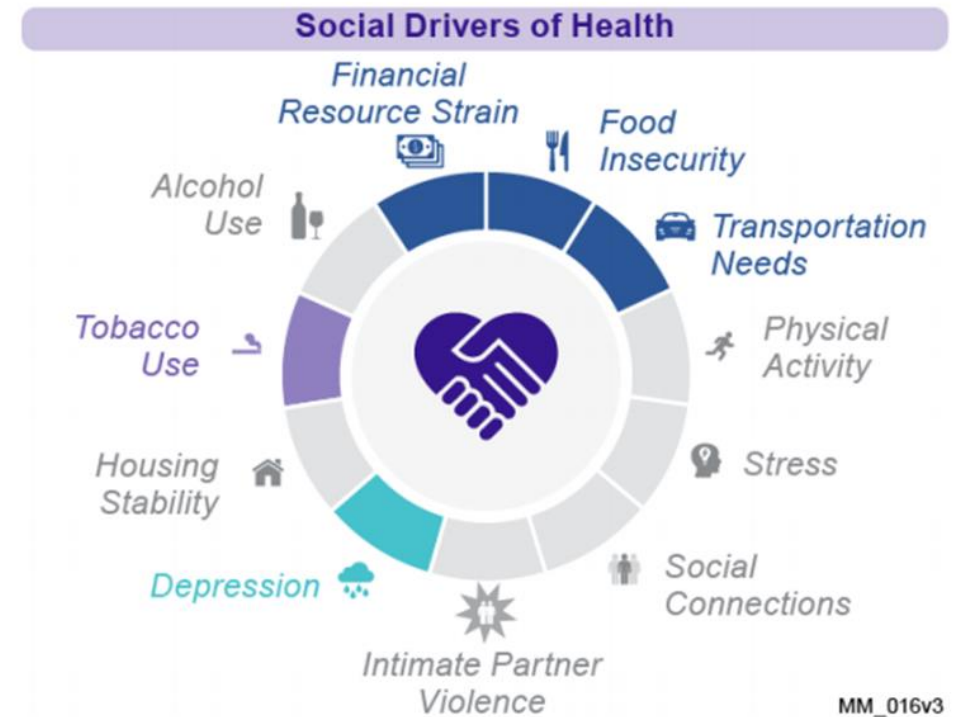 Social Drivers of Health
Financial
Resource Strain
Food
Insecurity
Transportation
Needs
Physical
Activity
Stress
Social
Connections
Intimate Partner
Violence
Depression
Housing
Stability
Tobacco
Use
Alcohol
Use
MM_016v3